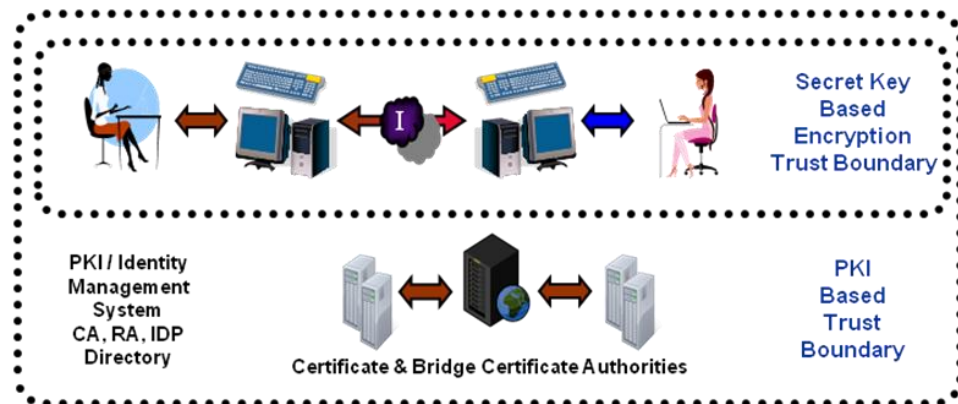 I
Secret Key
Based
Encryption
Trust Boundary
PKI / Identity
Management
System
CA, RA, IDP
Directory
Certificate & Bridge Certificate Authorities
PKI
Based
Trust
Boundary